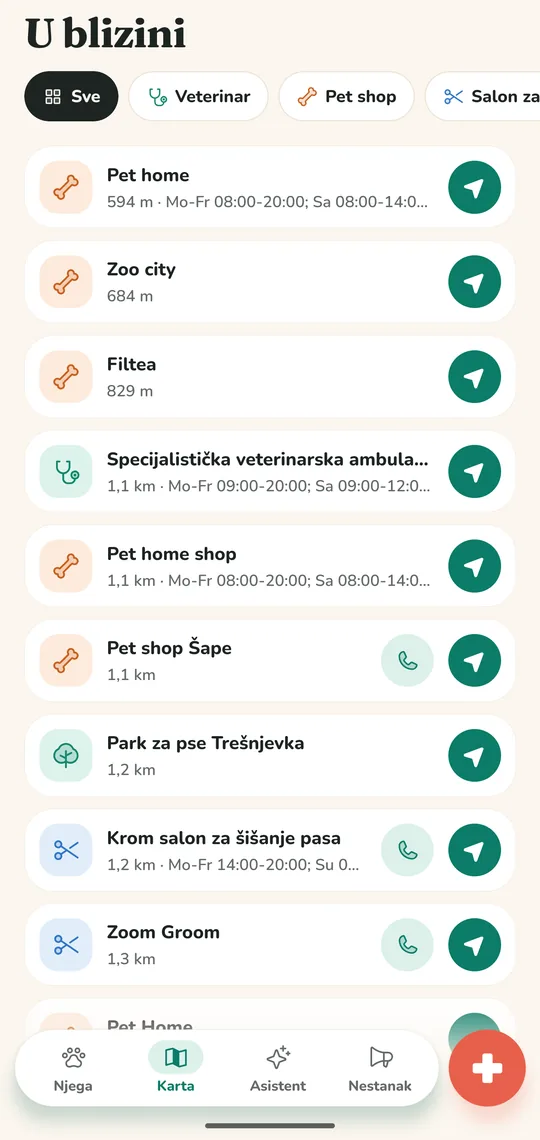 U blizini
Sve
Veterinar
Pet shop
Salon za
Pet home
594 m · Mo-Fr 08:00-20:00; Sa 08:00-14:0...
Zoo city
684 m
Filtea
829 m
Specijalistička veterinarska ambula...
1,1 km · Mo-Fr 09:00-20:00; Sa 09:00-12:0...
Pet home shop
1,1 km · Mo-Fr 08:00-20:00; Sa 08:00-14:0...
Pet shop Šape
1,1 km
Park za pse Trešnjevka
1,2 km
Krom salon za šišanje pasa
1,2 km · Mo-Fr 14:00-20:00; Su 0...
Zoom Groom
1,3 km
Pet Home
Njega
Karta
Asistent
Nestanak